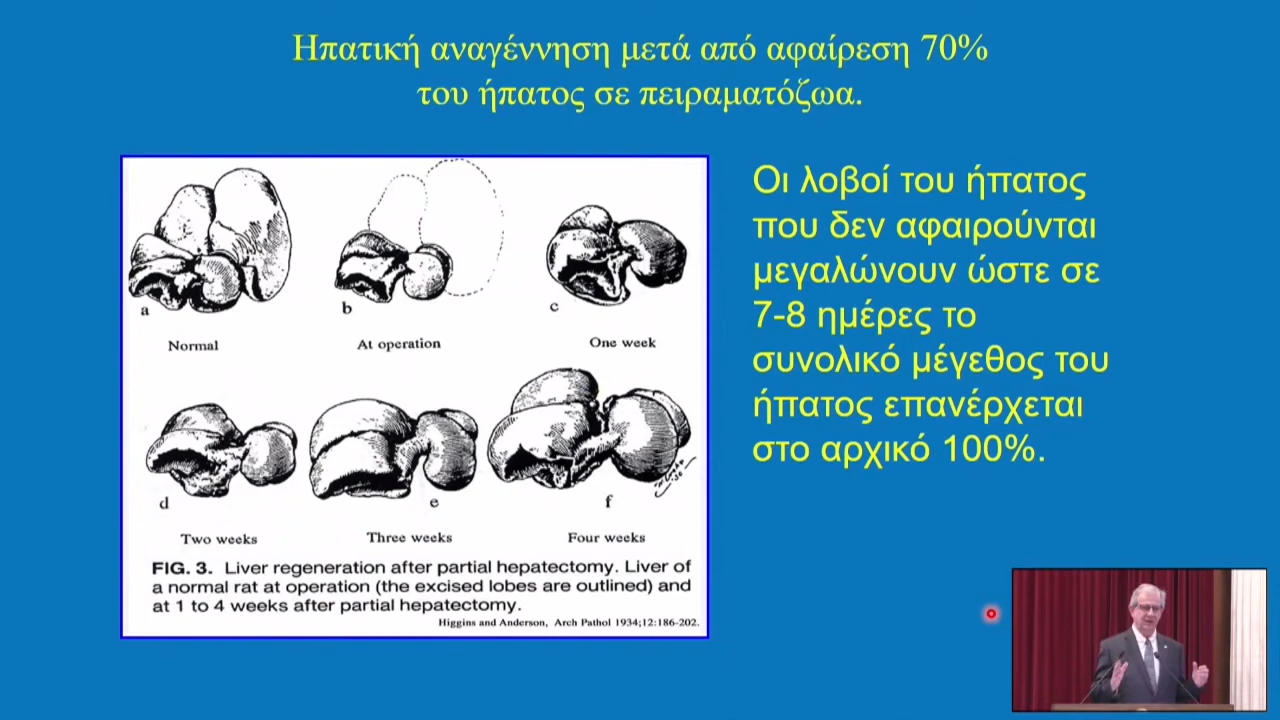 Ηπατική αναγέννηση μετά από αφαίρεση 70%
του ήπατος σε πειραματόζωα.
a
Normal
b
At operation
c
One week
d
Two weeks
e
Three weeks
f
Four weeks
FIG. 3. Liver regeneration after partial hepatectomy. Liver of
a normal rat at operation (the excised lobes are outlined) and
at 1 to 4 weeks after partial hepatectomy.
Higgins and Anderson, Arch Pathol 1934;12:186-202.
Οι λοβοί του ήπατος
που δεν αφαιρούνται
μεγαλώνουν ώστε σε
7-8 ημέρες το
συνολικό μέγεθος του
ήπατος επανέρχεται
στο αρχικό 100%.